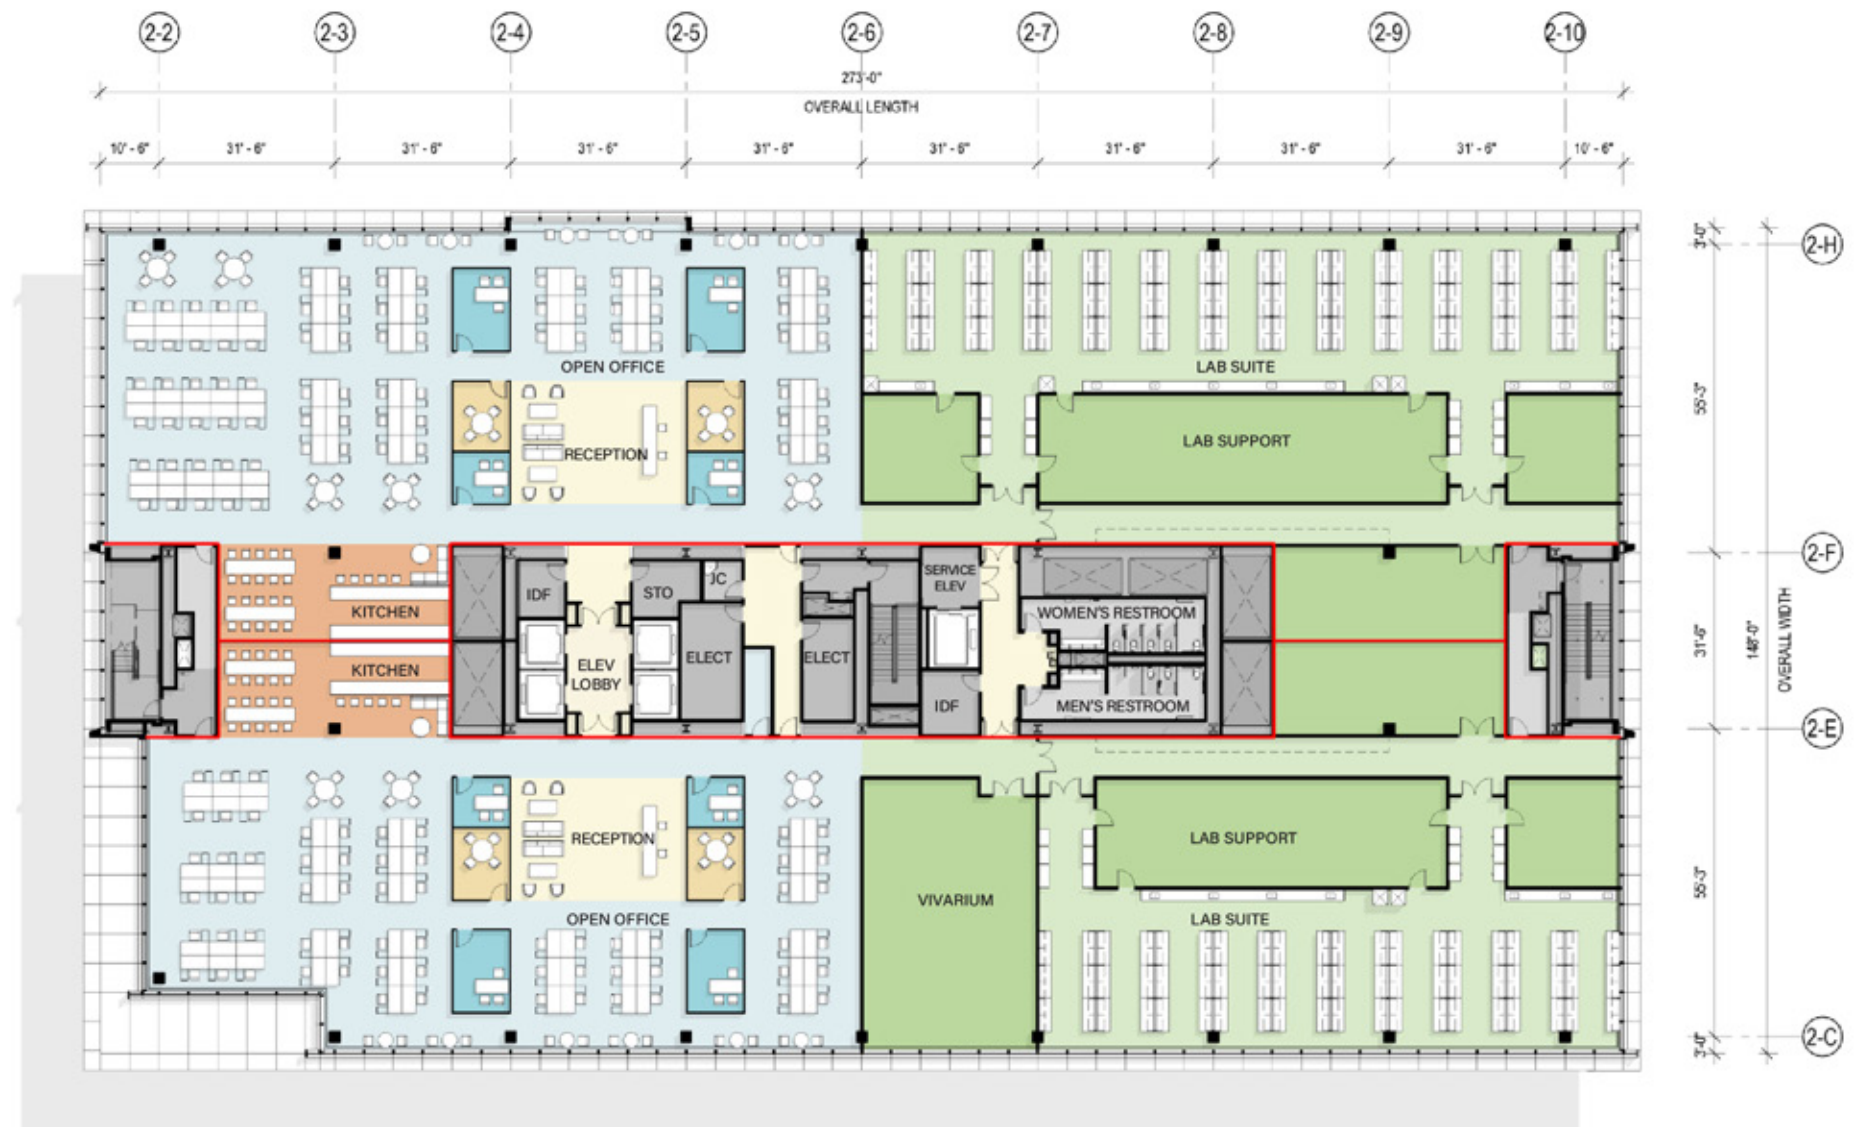 2-2 2-3 2-4 2-5 2-6 2-7 2-8 2-9 2-10
273'-0"
OVERALL LENGTH
10' - 6" 31' - 6" 31' - 6" 31' - 6" 31' - 6" 31' - 6" 31' - 6" 31' - 6" 31' - 6" 10' - 6"
3'-0"
2-H
OPEN OFFICE
LAB SUITE
55'-3"
LAB SUPPORT
RECEPTION
2-F
SERVICE
ELEV
JC
IDF
STO
KITCHEN
WOMEN'S RESTROOM
31'-6"
148'-0"
OVERALL WIDTH
KITCHEN
ELEV
LOBBY
ELECT
ELECT
IDF
MEN'S RESTROOM
2-E
RECEPTION
LAB SUPPORT
VIVARIUM
55'-3"
OPEN OFFICE
LAB SUITE
3'-0"
2-C